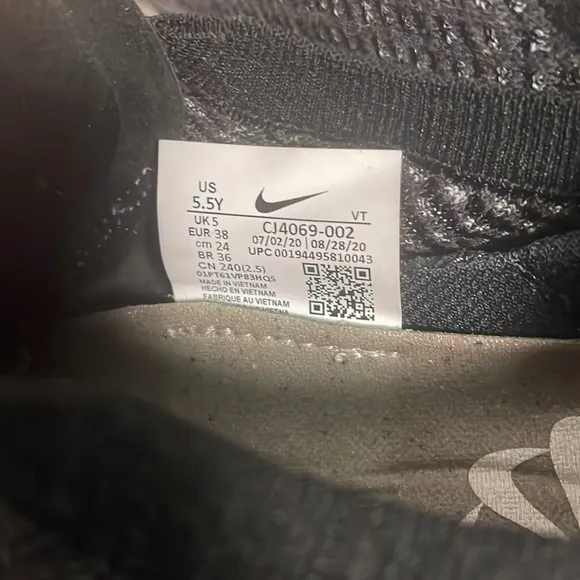 US
5.5Y
VT
UK 5
CJ4069-002
EUR 38
07/02/20 | 08/28/20
cm 24
UPC 00194495810043
BR 36
CN 240(2.5)
01PT61VP83HQS
MADE IN VIETNAM
HECHO EN VIETNAM
FABRIQUE AU VIETNAM